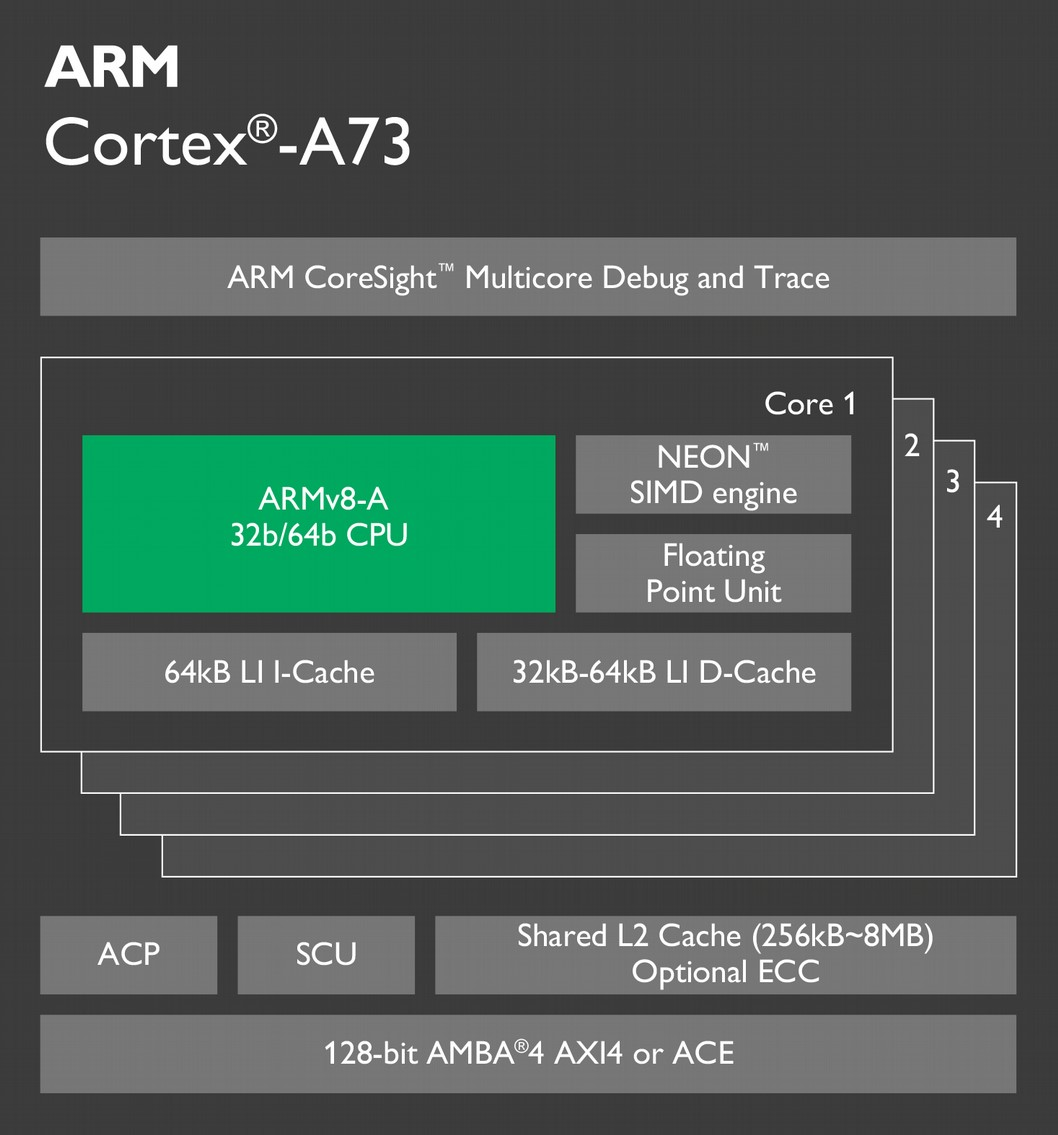 ARM
Cortex®-A73
ARM CoreSight™ Multicore Debug and Trace
Core 1
2
3
4
ARMv8-A
32b/64b CPU
NEON™
SIMD engine
Floating
Point Unit
64kB LI I-Cache
32kB-64kB LI D-Cache
ACP
SCU
Shared L2 Cache (256kB~8MB)
Optional ECC
128-bit AMBA®4 AXI4 or ACE